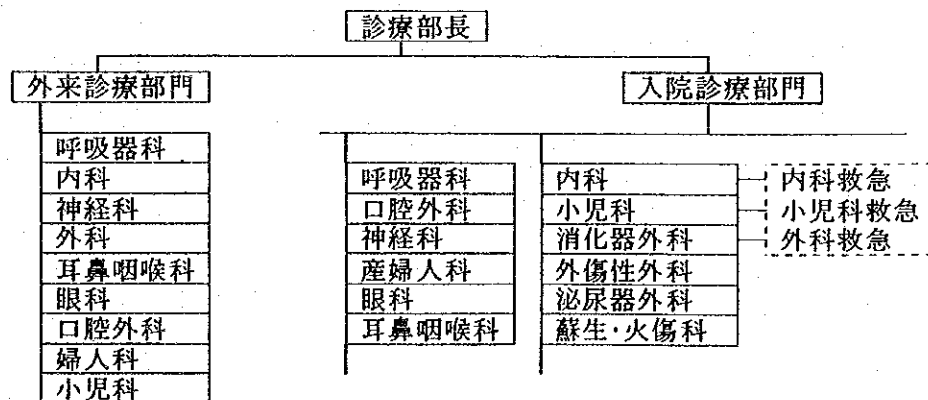 診療部長
外来診療部門
入院診療部門
呼吸器科
内科
神経科
外科
耳鼻咽喉科
眼科
口腔外科
婦人科
小児科
呼吸器科
口腔外科
神経科
産婦人科
眼科
耳鼻咽喉科
内科
小児科
消化器外科
外傷性外科
泌尿器外科
蘇生・火傷科
内科救急
小児科救急
外科救急